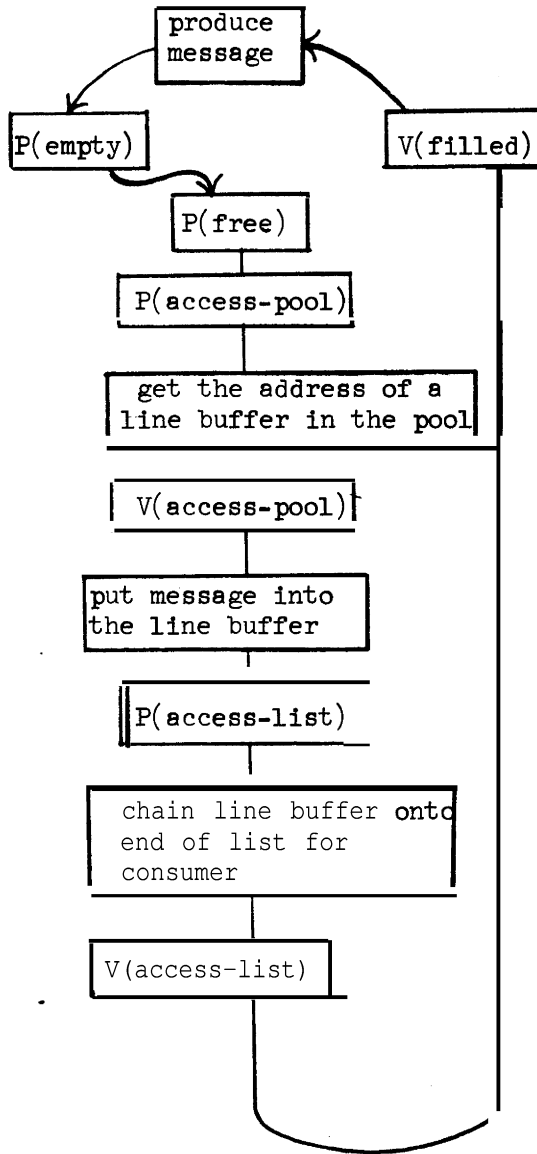 produce
message
P(empty)
V(filled)
P(free)
P(access-pool)
get the address of a
line buffer in the pool
V(access-pool)
put message into
the line buffer
P(access-list)
chain line buffer onto
end of list for
consumer
V(access-list)